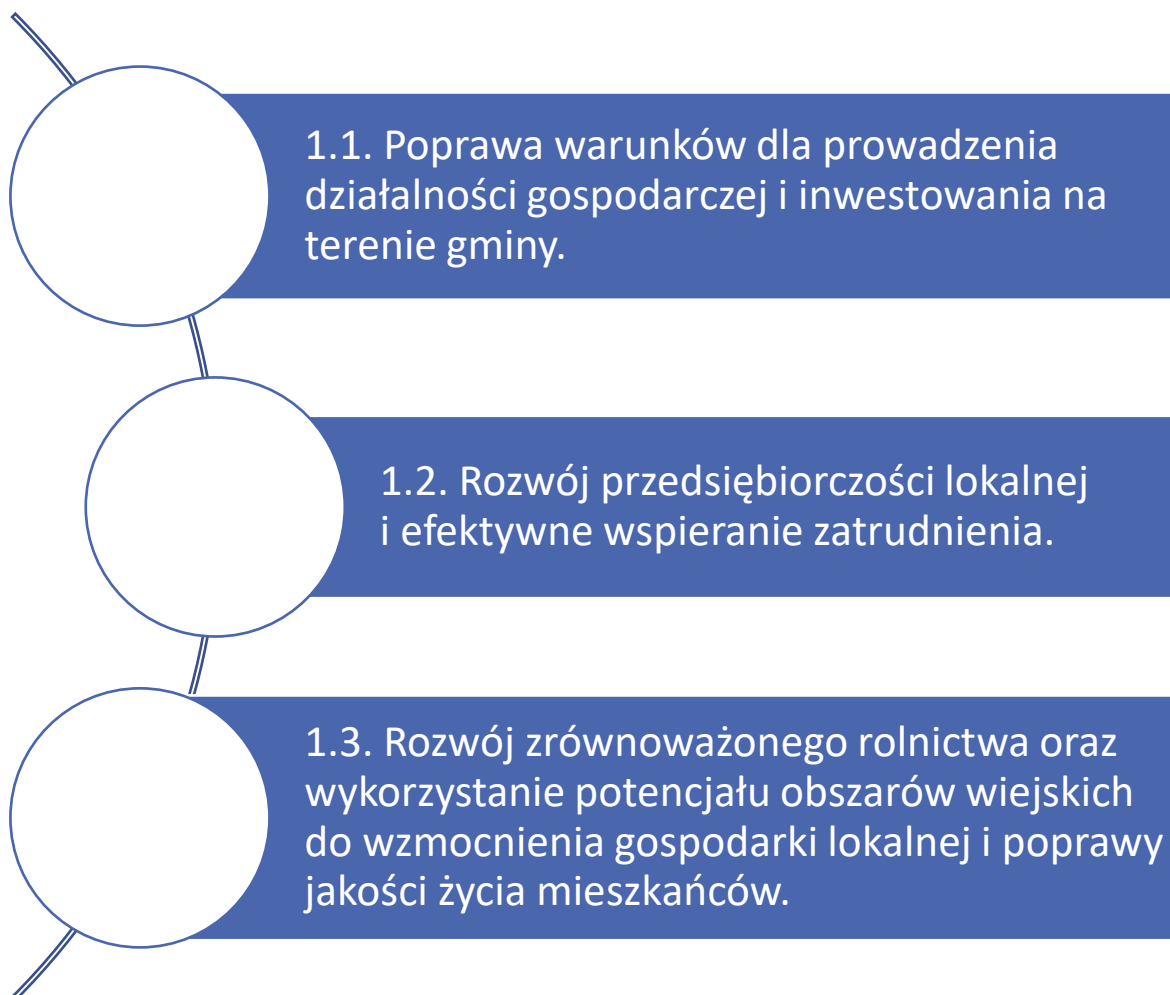 1.1. Poprawa warunków dla prowadzenia
działalności gospodarczej i inwestowania na
terenie gminy.
1.2. Rozwój przedsiębiorczości lokalnej
i efektywne wspieranie zatrudnienia.
1.3. Rozwój zrównoważonego rolnictwa oraz
wykorzystanie potencjału obszarów wiejskich
do wzmocnienia gospodarki lokalnej i poprawy
jakości życia mieszkańców.